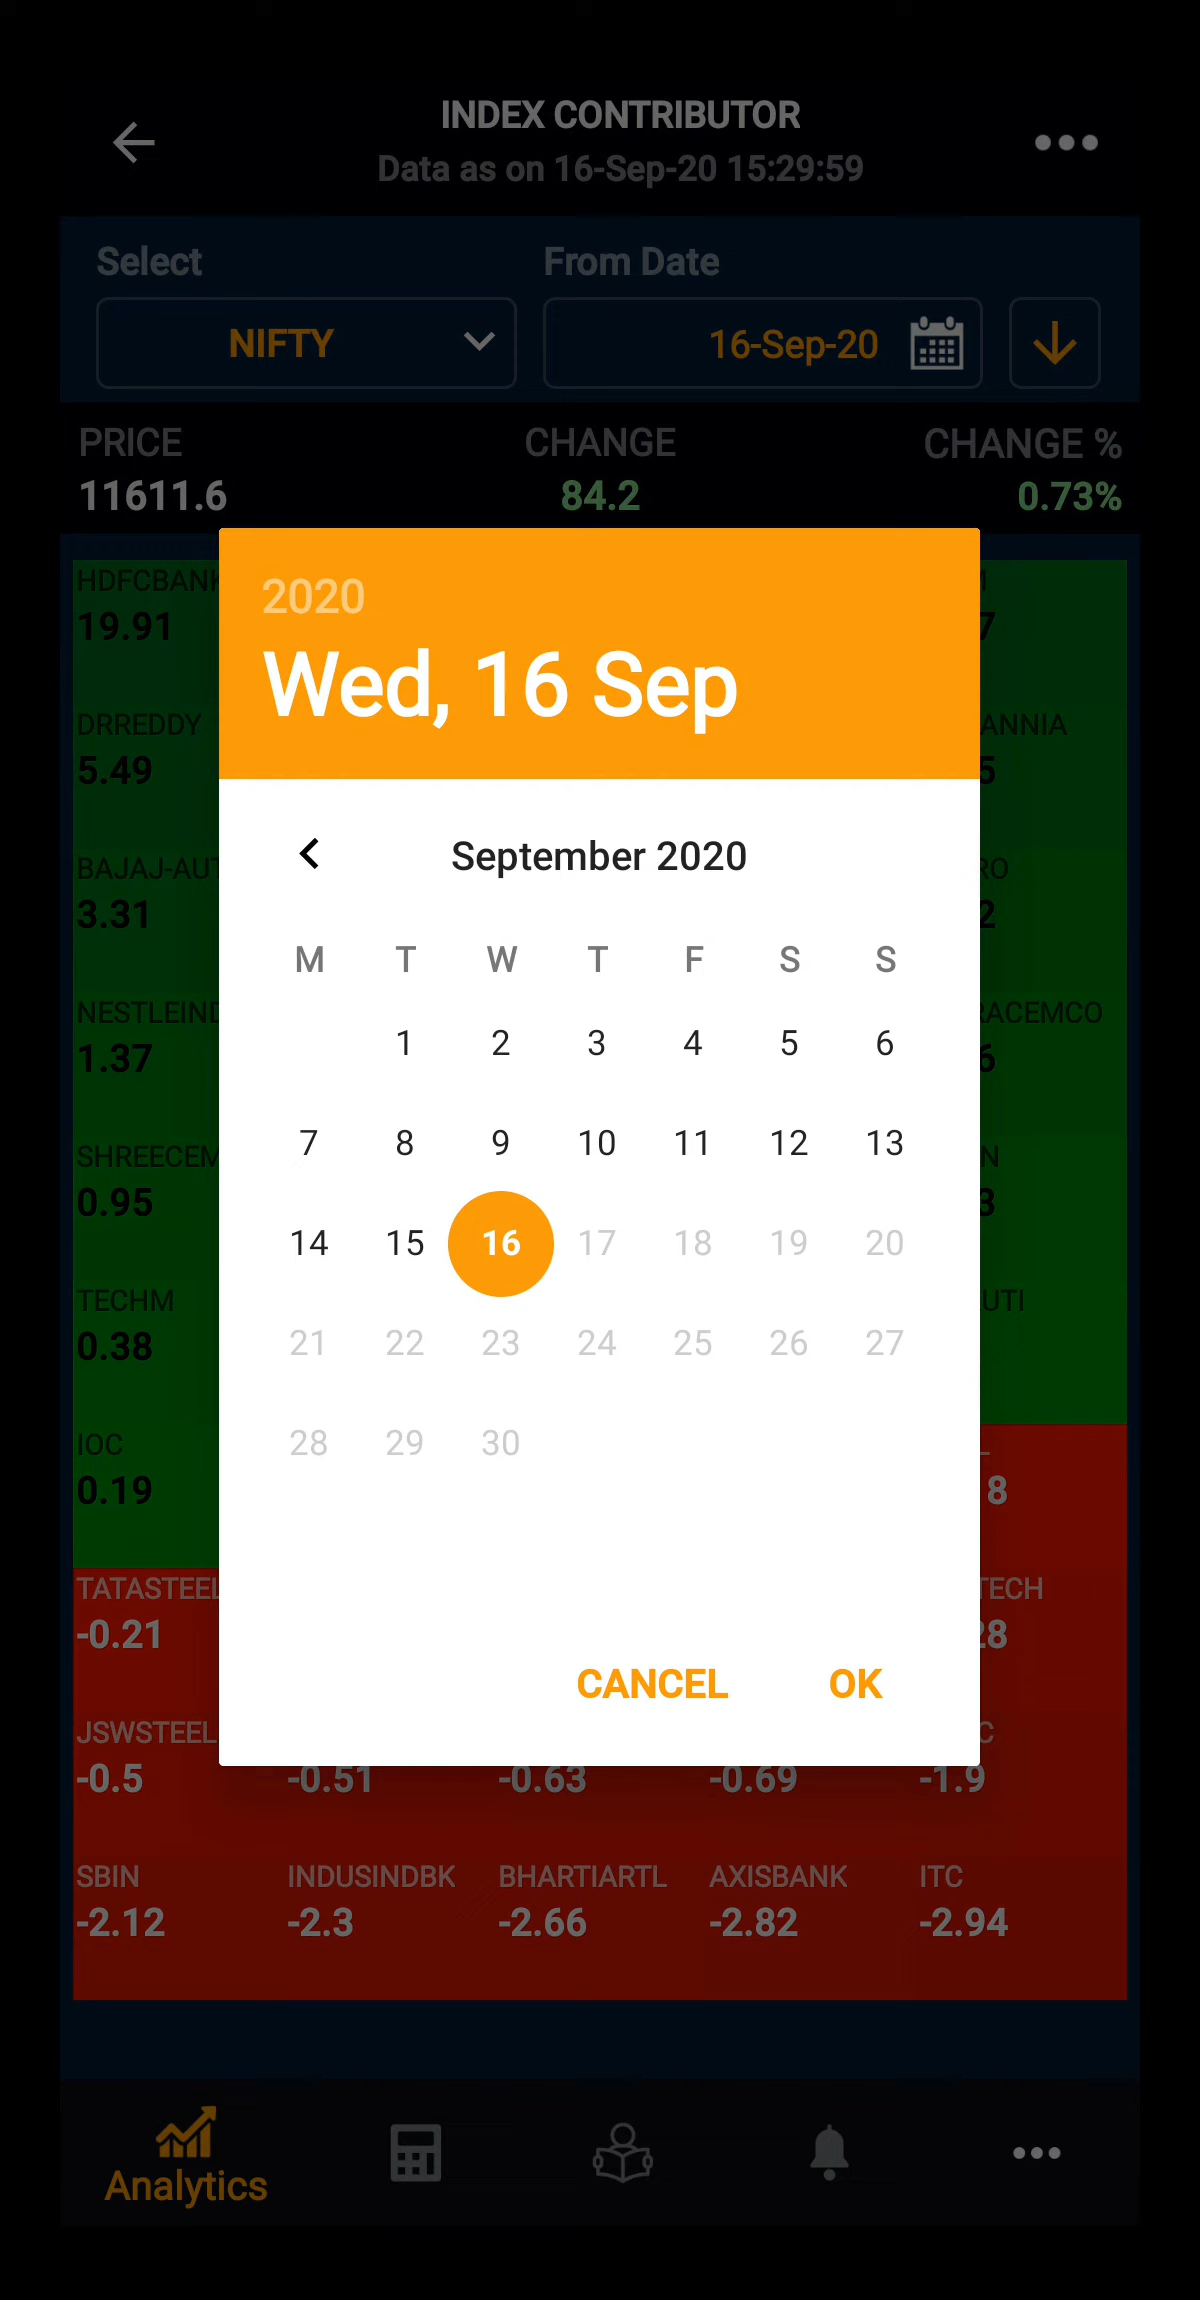 INDEX CONTRIBUTOR
Data as on 16-Sep-20 15:29:59
Select From Date
NIFTY 16-Sep-20
PRICE CHANGE CHANGE %
11611.6 84.2 0.73%
HDFCBANK
19.91
DRREDDY
5.49
3.31
1.37
0.95
TECHM
0.38
IOC
0.19
TATASTEEL
-0.21
JSWSTEEL
2020
Wed, 16 Sep
September 2020
M T W T F S S
1 2 3 4 5 6
7 8 9 10 11 12 13
14 15 16 17 18 19 20
21 22 23 24 25 26 27
28 29 30
CANCEL OK
-0.5 -0.51 -0.63 -0.69 -1.9
SBIN INDUSINDBK BHARTIARTL AXISBANK ITC
-2.12 -2.3 -2.66 -2.82 -2.94
Analytics